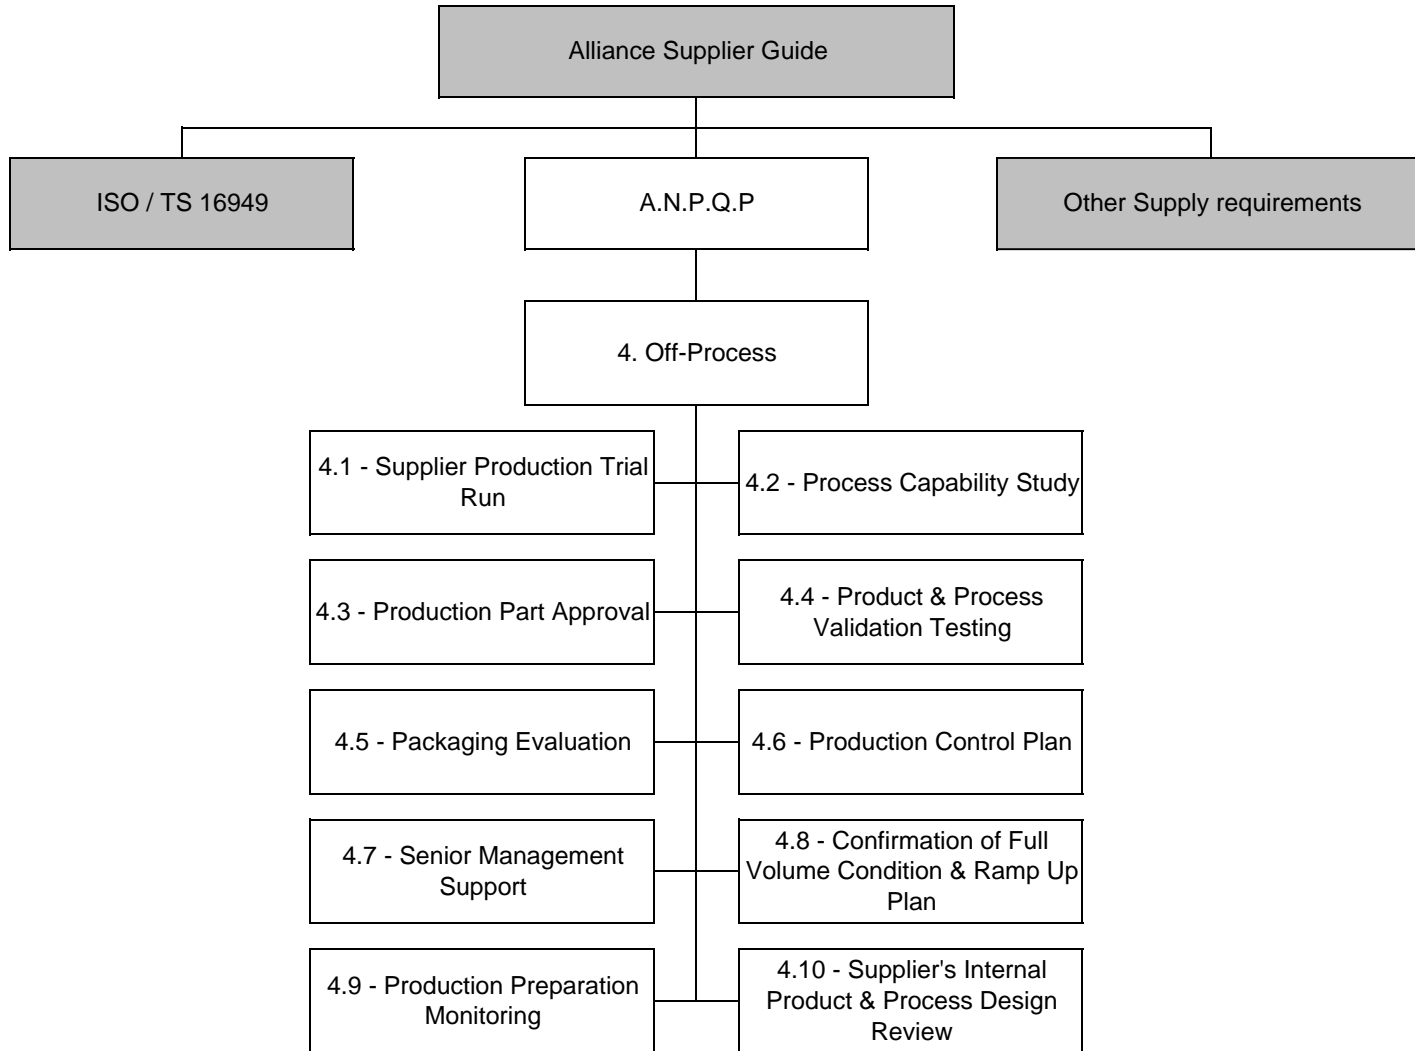 Alliance Supplier Guide
ISO / TS 16949
A.N.P.Q.P
Other Supply requirements
4. Off-Process
4.1 - Supplier Production Trial
Run
4.2 - Process Capability Study
4.3 - Production Part Approval
4.4 - Product & Process
Validation Testing
4.5 - Packaging Evaluation
4.6 - Production Control Plan
4.7 - Senior Management
Support
4.8 - Confirmation of Full
Volume Condition & Ramp Up
Plan
4.9 - Production Preparation
Monitoring
4.10 - Supplier's Internal
Product & Process Design
Review